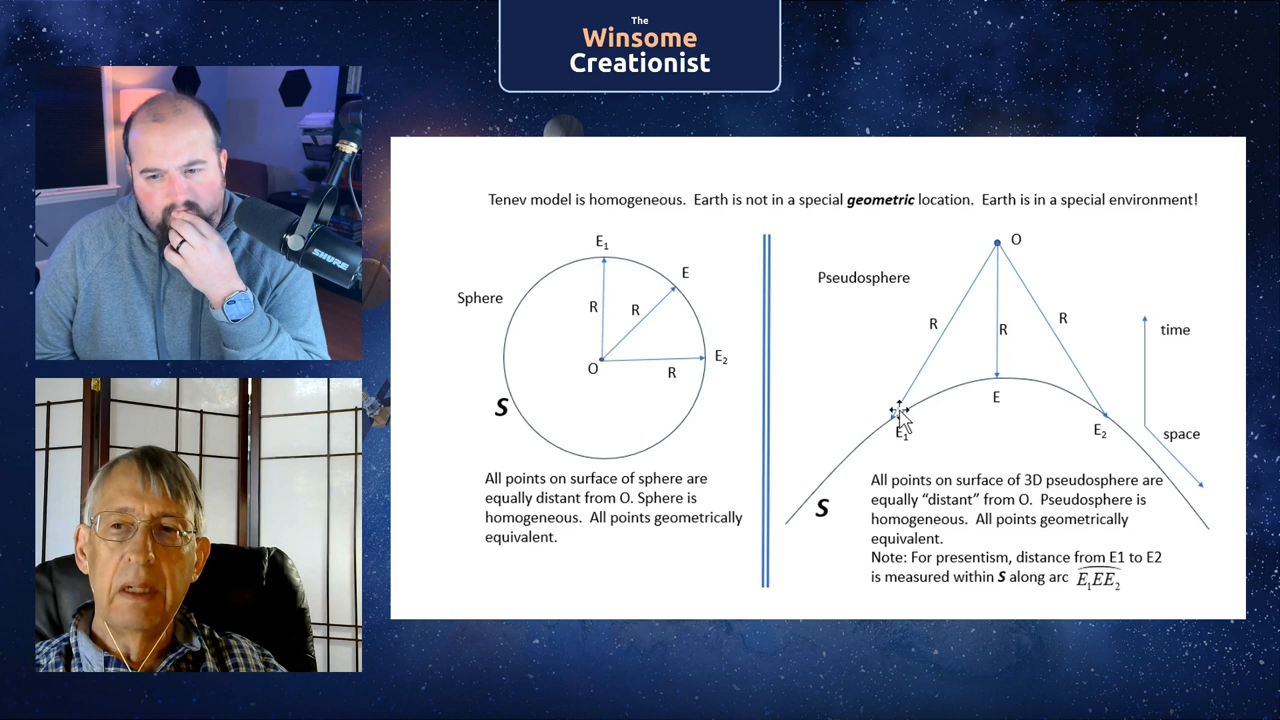 The
Winsome
Creationist
SHURE
Tenev model is homogeneous. Earth is not in a special geometric location. Earth is in a special environment!
Sphere
E₁
E
R
R
O
E₂
R
S
All points on surface of sphere are
equally distant from O. Sphere is
homogeneous. All points geometrically
equivalent.
Pseudosphere
O
R
R
R
time
E
E₁
E₂
space
S
All points on surface of 3D pseudosphere are
equally "distant" from O. Pseudosphere is
homogeneous. All points geometrically
equivalent.
Note: For presentism, distance from E1 to E2
is measured within S along arc E₁EE₂